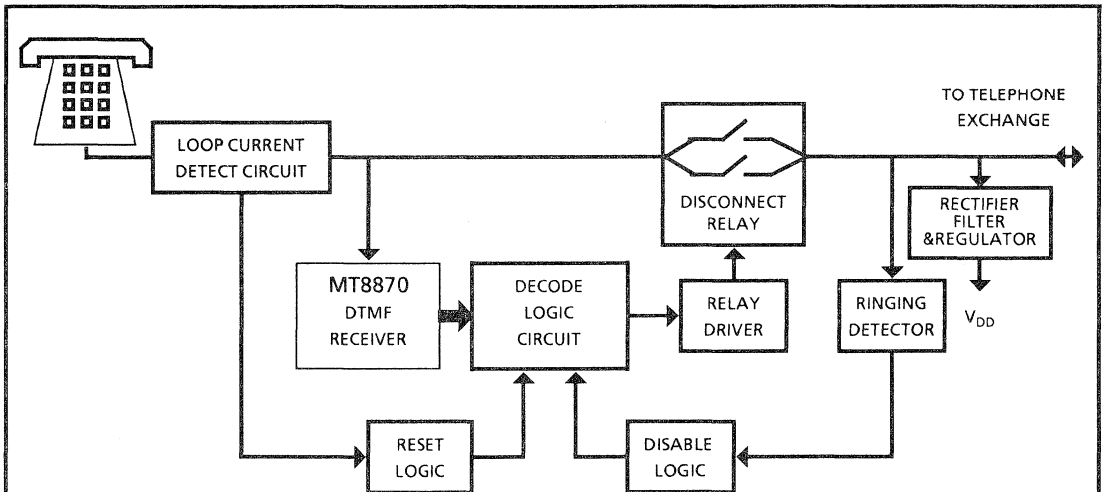 TO TELEPHONE
EXCHANGE
LOOP CURRENT
DETECT CIRCUIT
DISCONNECT
RELAY
RECTIFIER
FILTER
&REGULATOR
MT8870
DTMF
RECEIVER
DECODE
LOGIC
CIRCUIT
RELAY
DRIVER
RINGING
DETECTOR
VDD
RESET
LOGIC
DISABLE
LOGIC